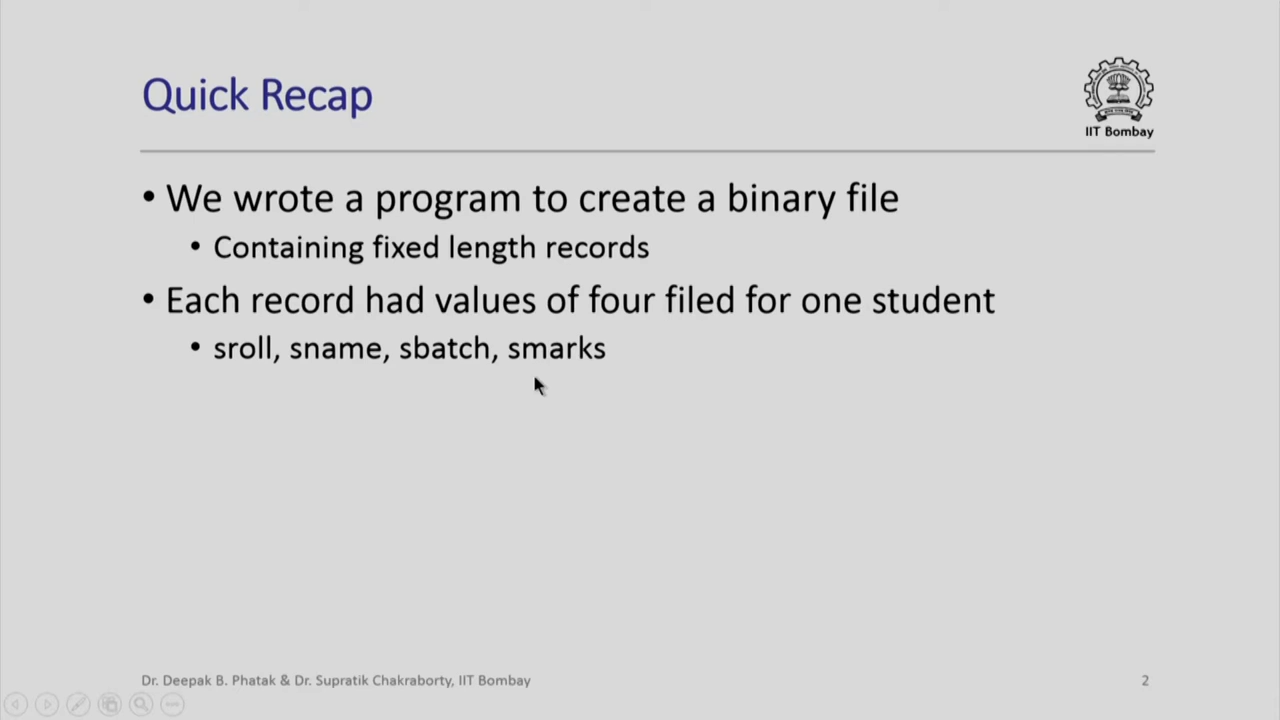 Quick Recap
IIT Bombay
• We wrote a program to create a binary file
• Containing fixed length records
• Each record had values of four filed for one student
• sroll, sname, sbatch, smarks
Dr. Deepak B. Phatak & Dr. Supratik Chakraborty, IIT Bombay
2